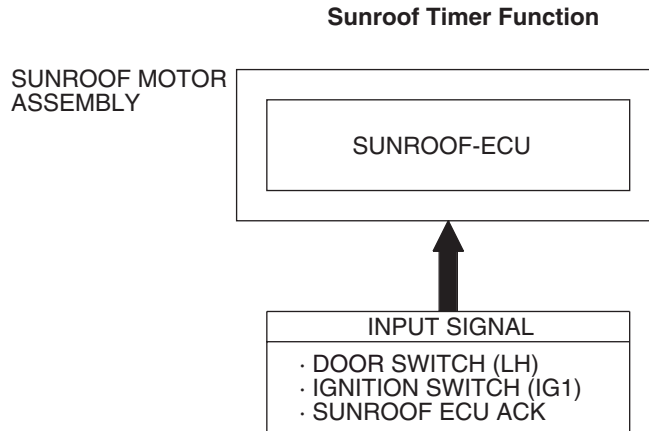 Sunroof Timer Function
SUNROOF MOTOR
ASSEMBLY
SUNROOF-ECU
INPUT SIGNAL
· DOOR SWITCH (LH)
· IGNITION SWITCH (IG1)
· SUNROOF ECU ACK